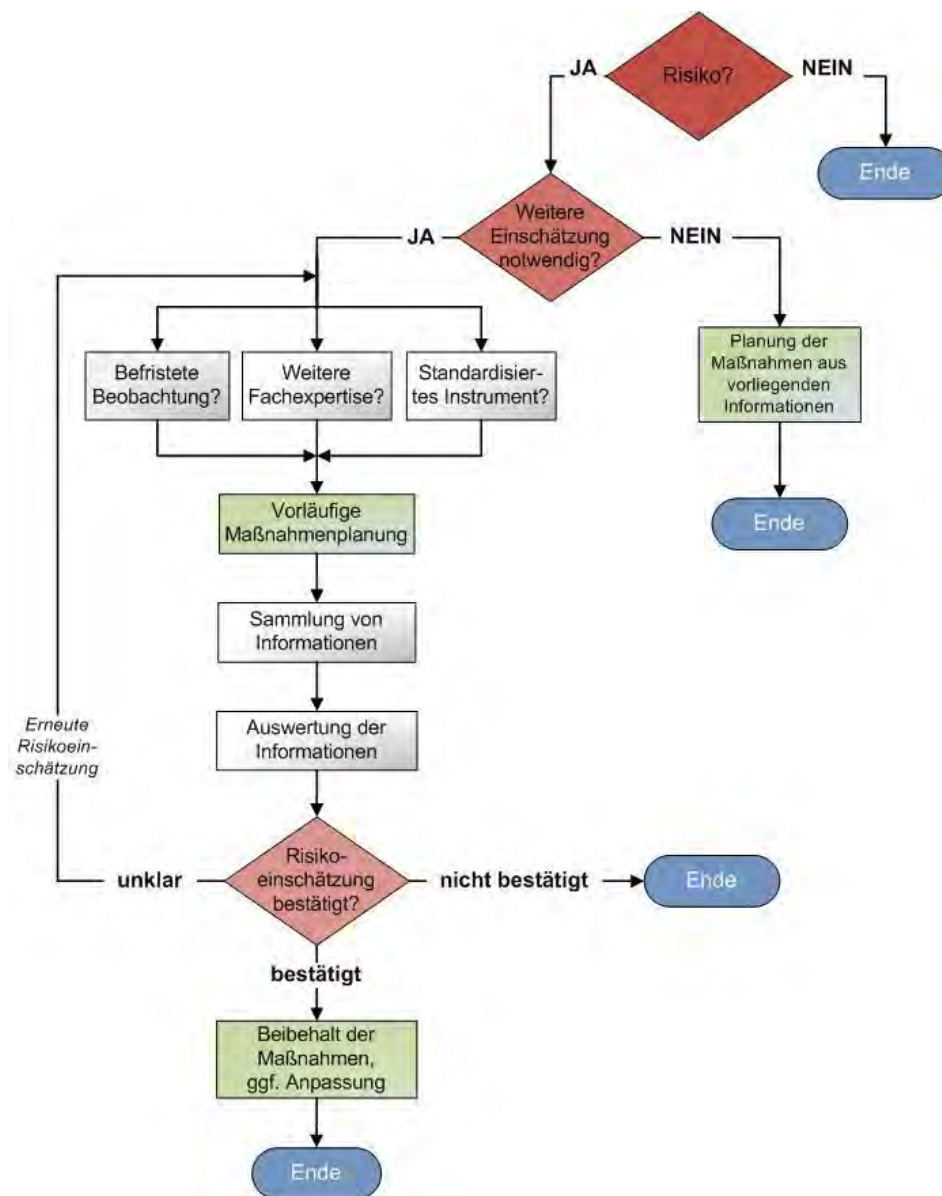 Risiko?
JA
NEIN
Ende
Weitere
Einschätzung
notwendig?
JA
NEIN
Planung der
Maßnahmen aus
vorliegenden
Informationen
Ende
Befristete
Beobachtung?
Weitere
Fachexpertise?
Standardisier-
tes Instrument?
Vorläufige
Maßnahmenplanung
Sammlung von
Informationen
Auswertung der
Informationen
Erneute
Risikoein-
schätzung
Risiko-
einschätzung
bestätigt?
unklar
nicht bestätigt
Ende
bestätigt
Beibehalt der
Maßnahmen,
ggf. Anpassung
Ende